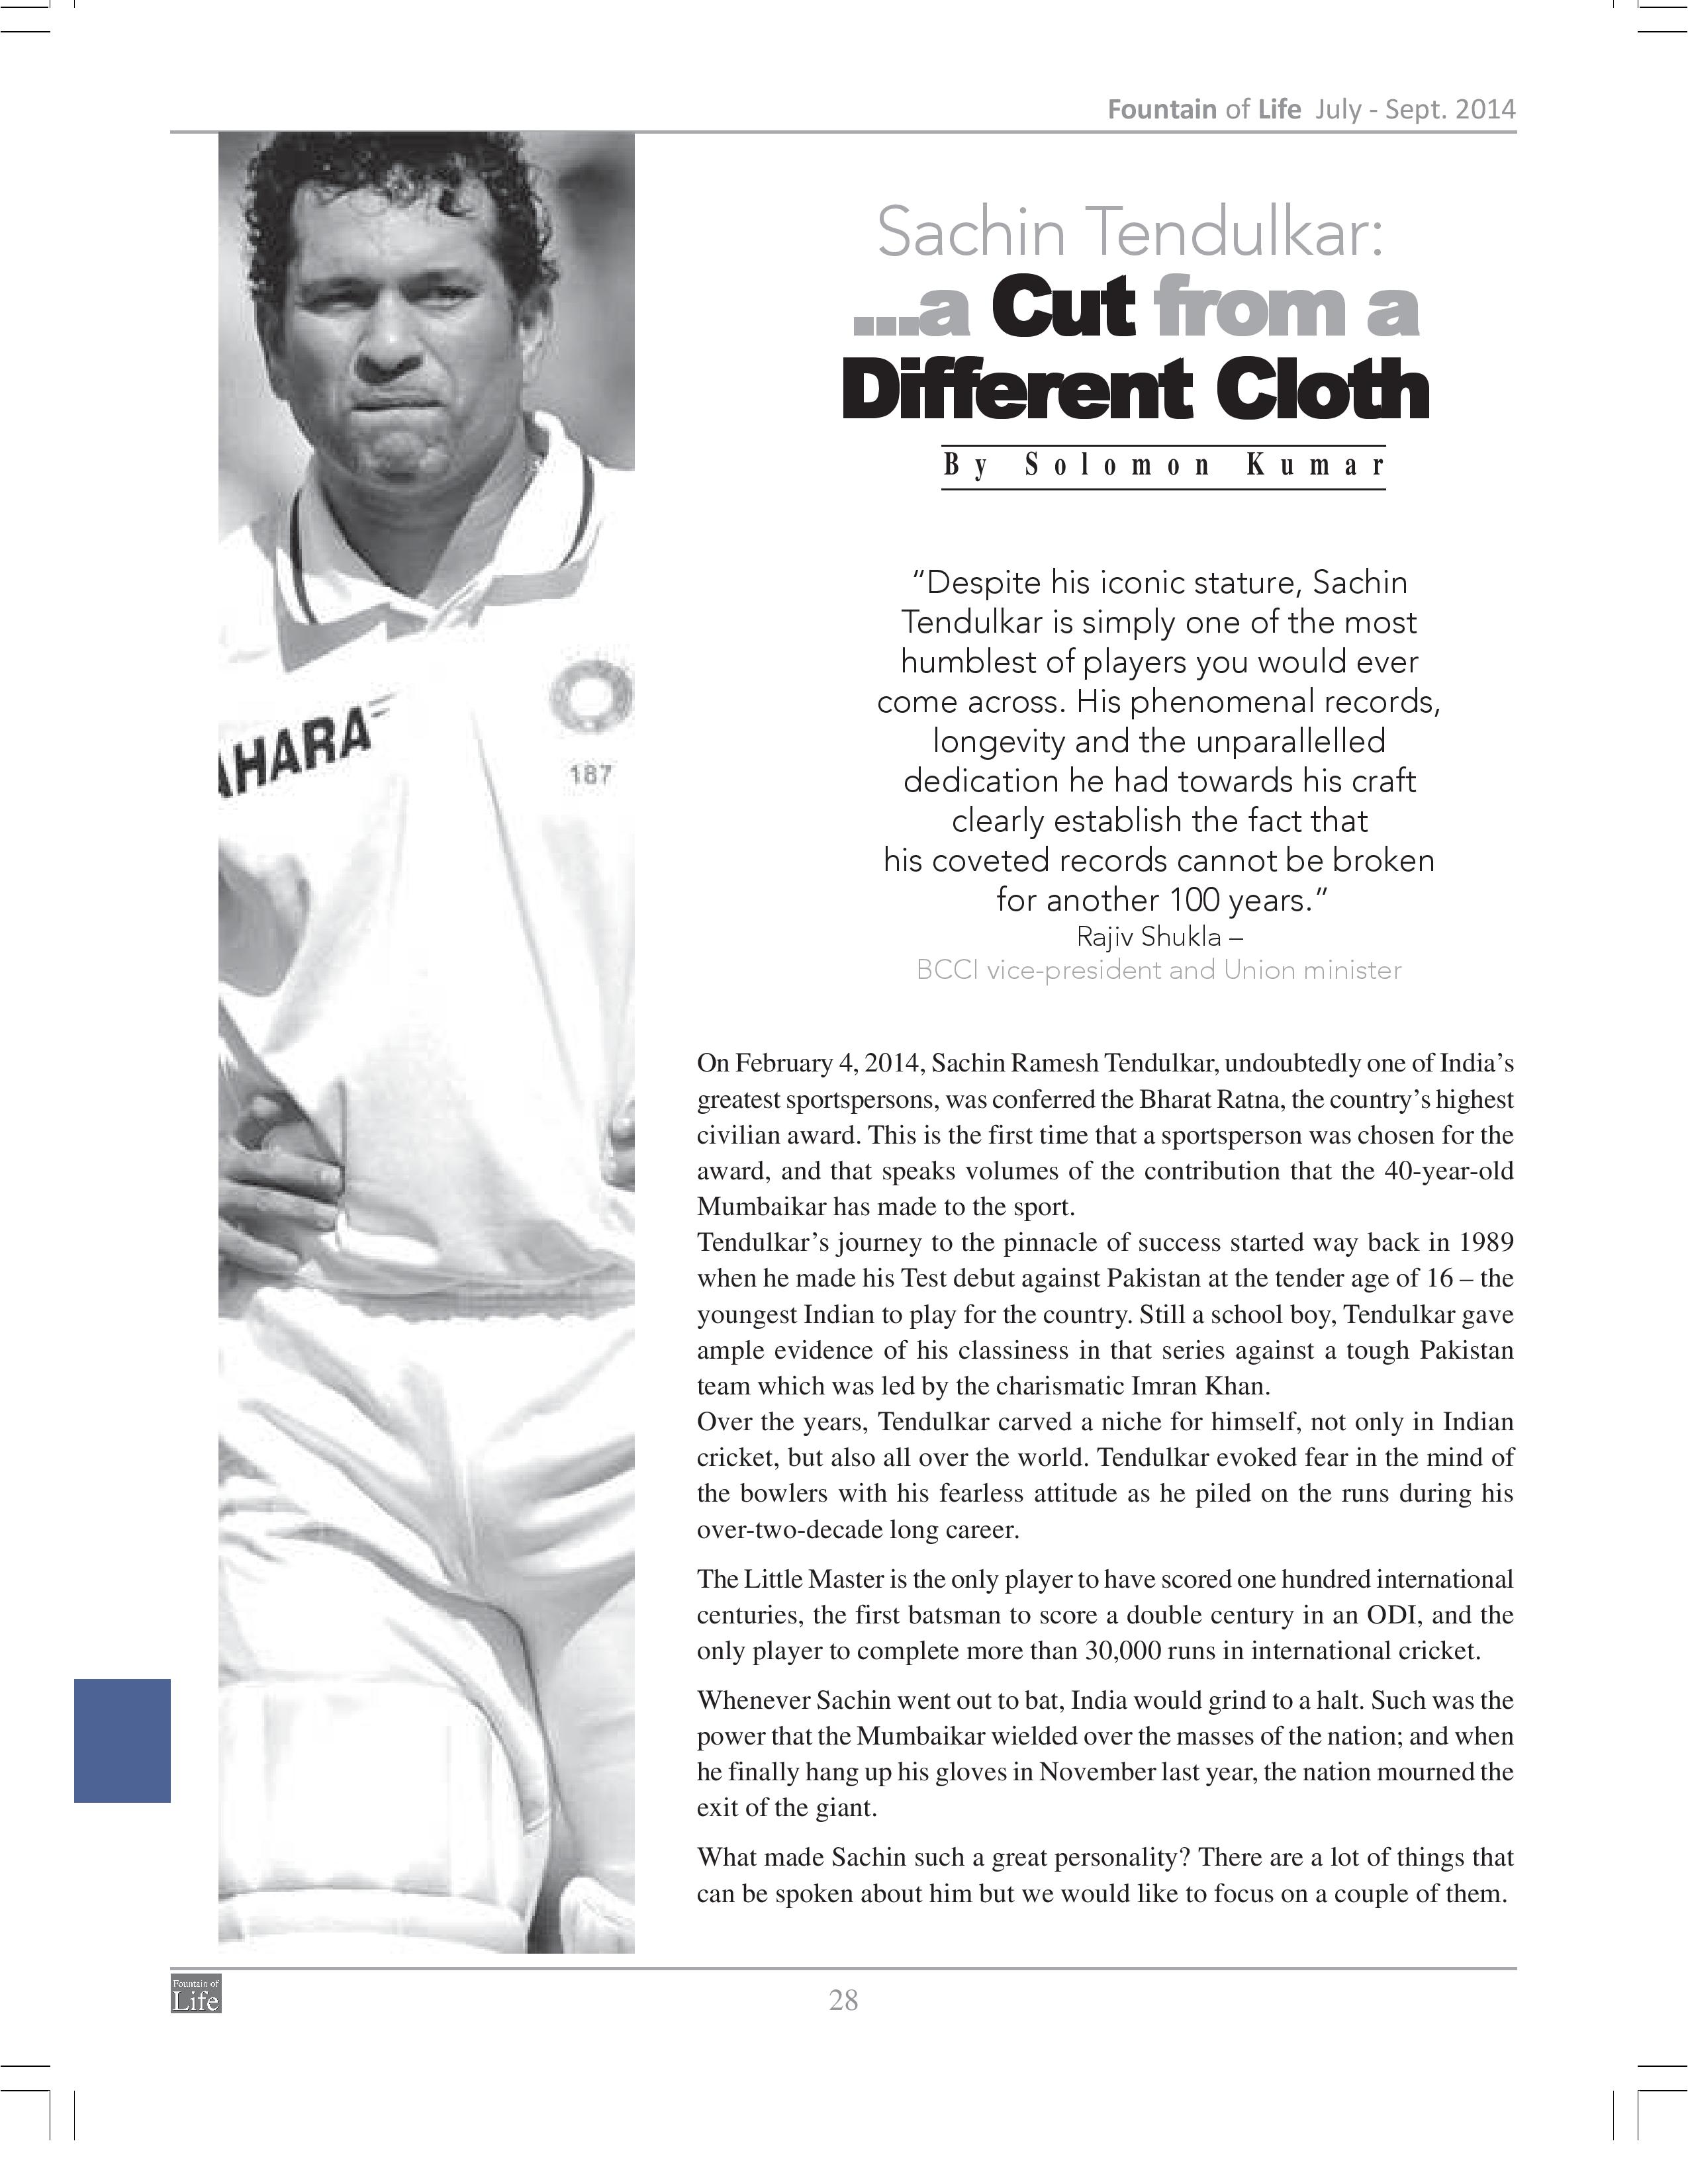 Fountain of Life July - Sept. 2014
Sachin Tendulkar:
...a Cut from a
Different Cloth
By Solomon Kumar
“Despite his iconic stature, Sachin
Tendulkar is simply one of the most
humblest of players you would ever
come across. His phenomenal records,
longevity and the unparallelled
dedication he had towards his craft
clearly establish the fact that
his coveted records cannot be broken
for another 100 years.”
Rajiv Shukla –
BCCI vice-president and Union minister
AHARA
187
On February 4, 2014, Sachin Ramesh Tendulkar, undoubtedly one of India’s
greatest sportspersons, was conferred the Bharat Ratna, the country’s highest
civilian award. This is the first time that a sportsperson was chosen for the
award, and that speaks volumes of the contribution that the 40-year-old
Mumbaikar has made to the sport.
Tendulkar’s journey to the pinnacle of success started way back in 1989
when he made his Test debut against Pakistan at the tender age of 16 – the
youngest Indian to play for the country. Still a school boy, Tendulkar gave
ample evidence of his classiness in that series against a tough Pakistan
team which was led by the charismatic Imran Khan.
Over the years, Tendulkar carved a niche for himself, not only in Indian
cricket, but also all over the world. Tendulkar evoked fear in the mind of
the bowlers with his fearless attitude as he piled on the runs during his
over-two-decade long career.
The Little Master is the only player to have scored one hundred international
centuries, the first batsman to score a double century in an ODI, and the
only player to complete more than 30,000 runs in international cricket.
Whenever Sachin went out to bat, India would grind to a halt. Such was the
power that the Mumbaikar wielded over the masses of the nation; and when
he finally hang up his gloves in November last year, the nation mourned the
exit of the giant.
What made Sachin such a great personality? There are a lot of things that
can be spoken about him but we would like to focus on a couple of them.
Fountain of
Life
28